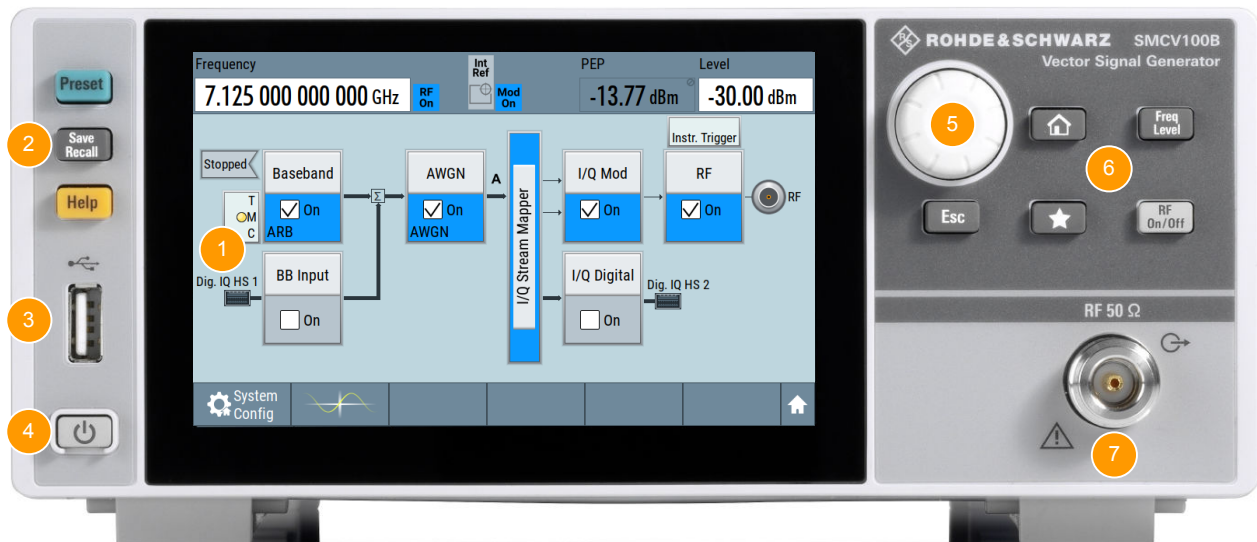 ROHDE & SCHWARZ SMCV100B
Vector Signal Generator
Preset
2
Save
Recall
Help
3
4
Frequency
7.125 000 000 000 GHz
RF
On
Int
Ref
Mod
On
PEP
-13.77 dBm
Level
-30.00 dBm
Instr. Trigger
Stopped
Baseband
On
ARB
T
M
C
1
Σ
AWGN
On
AWGN
A
I/Q Stream Mapper
I/Q Mod
On
RF
On
RF
Dig. IQ HS 1
BB Input
On
I/Q Digital
On
Dig. IQ HS 2
System
Config
5
Freq
Level
6
Esc
RF
On/Off
RF 50 Ω
7